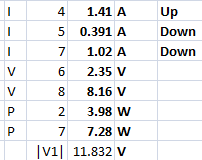 I 4 1.41 A Up
I 5 0.391 A Down
I 7 1.02 A Down
V 6 2.35 V
V 8 8.16 V
P 2 3.98 W
P 7 7.28 W
|V1| 11.832 V